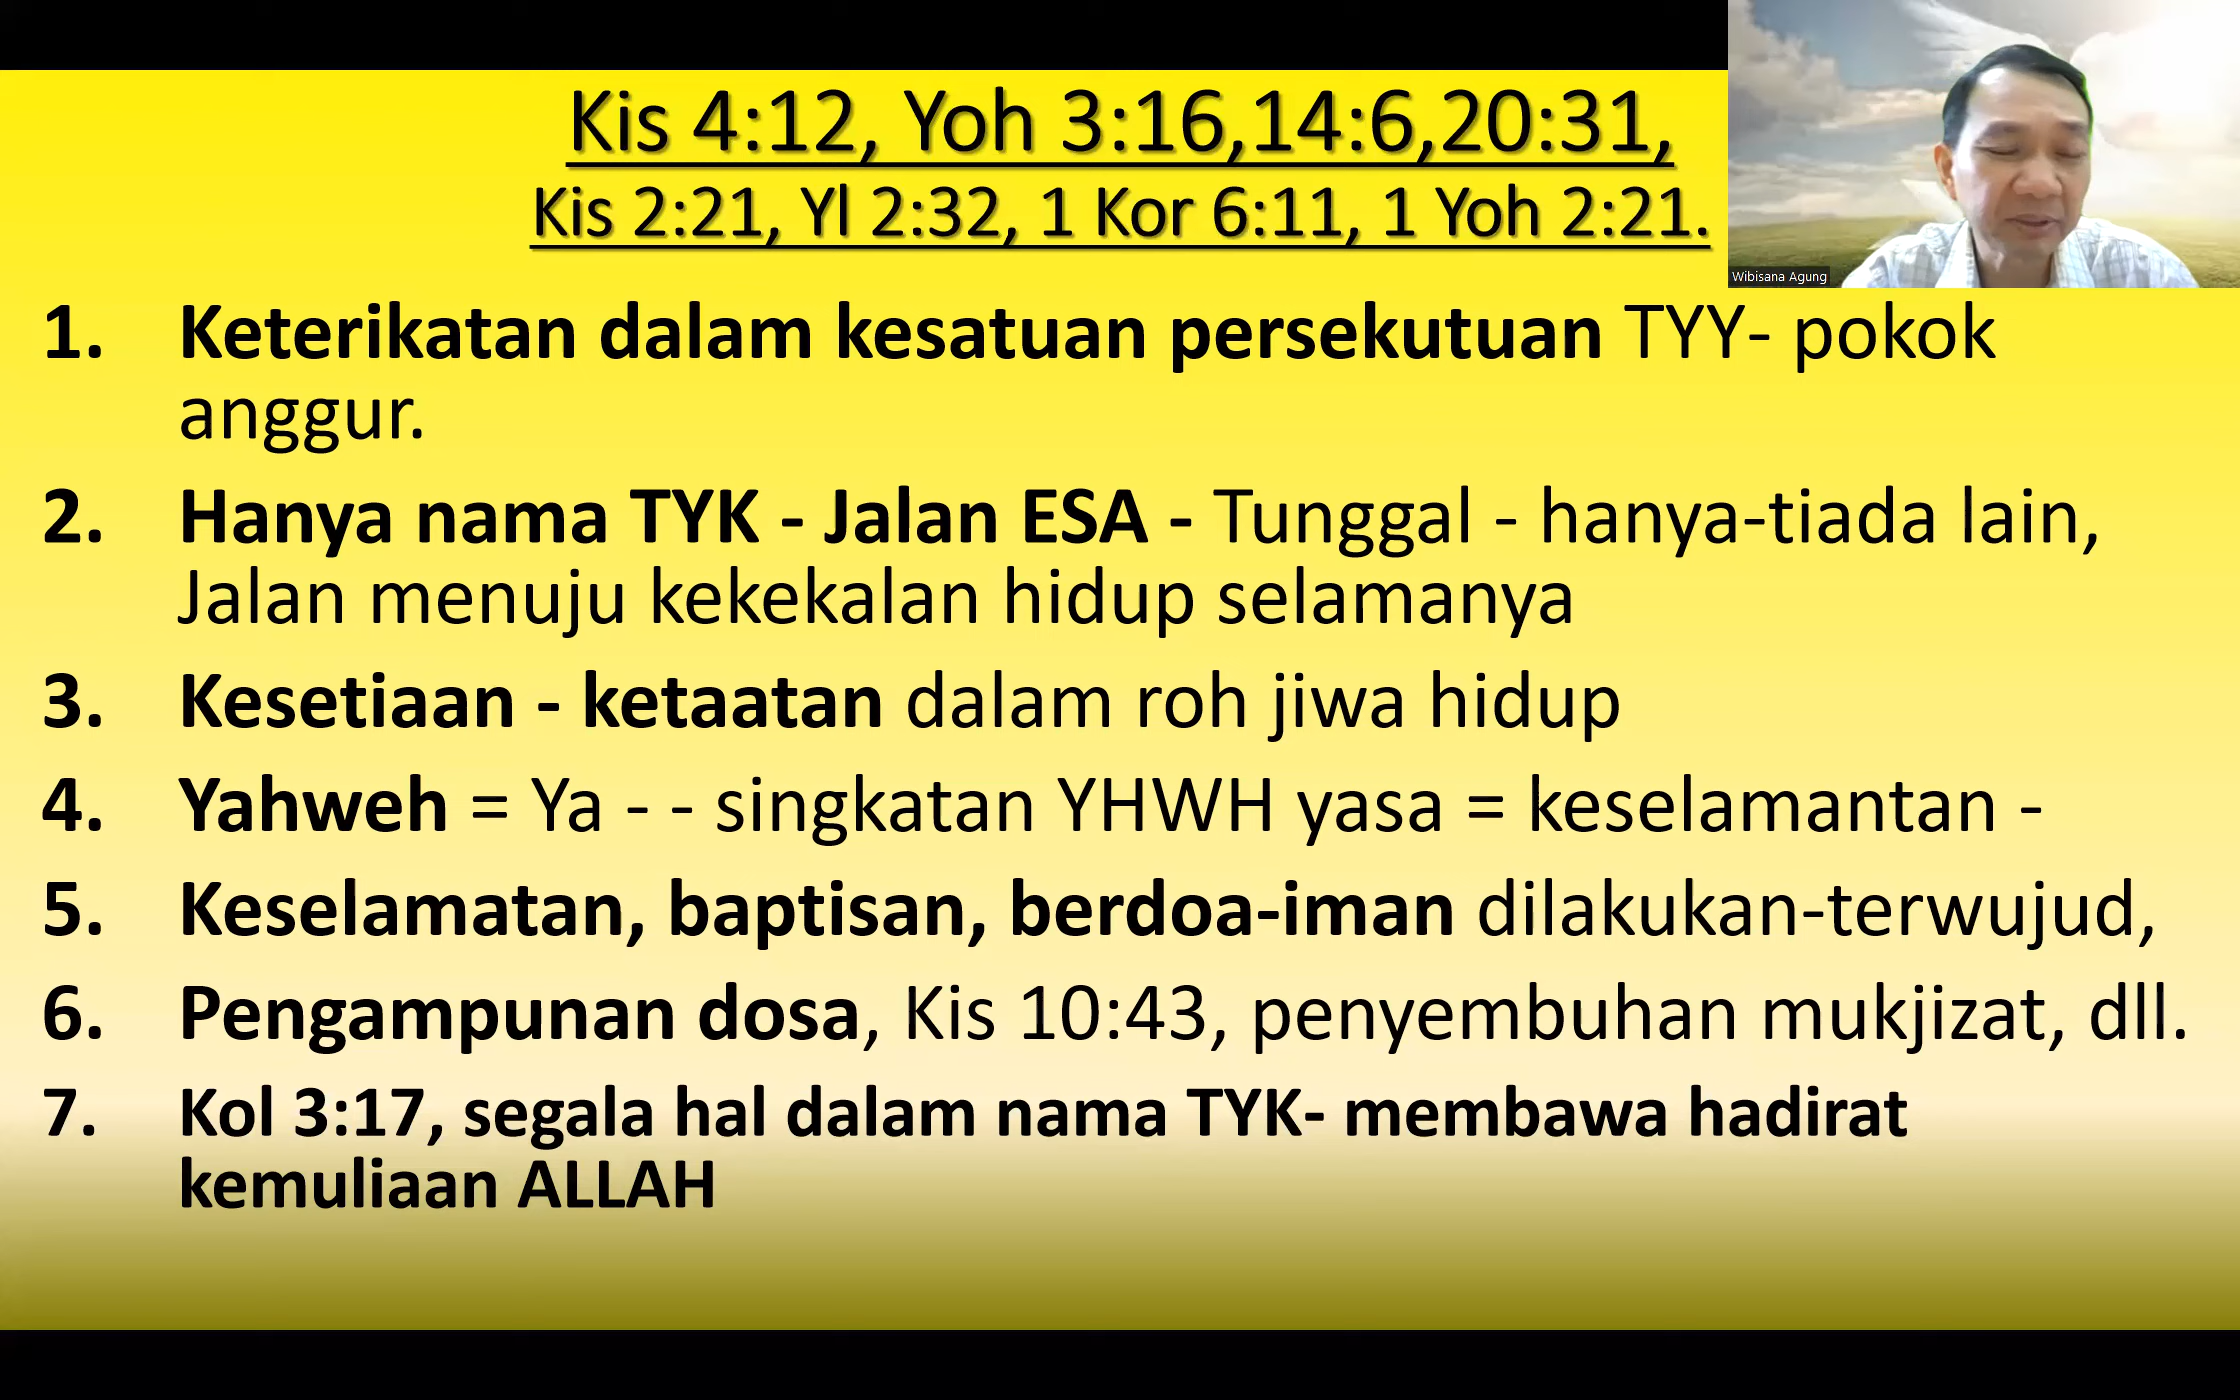 Kis 4:12, Yoh 3:16,14:6,20:31,
Kis 2:21, Yl 2:32, 1 Kor 6:11, 1 Yoh 2:21.
Wibisana Agung
1. Keterikatan dalam kesatuan persekutuan TYY- pokok
anggur.
2. Hanya nama TYK - Jalan ESA - Tunggal - hanya-tiada lain,
Jalan menuju kekekalan hidup selamanya
3. Kesetiaan - ketaatan dalam roh jiwa hidup
4. Yahweh = Ya - - singkatan YHWH yasa = keselamantan -
5. Keselamatan, baptisan, berdoa-iman dilakukan-terwujud,
6. Pengampunan dosa, Kis 10:43, penyembuhan mukjizat, dll.
7. Kol 3:17, segala hal dalam nama TYK- membawa hadirat
kemuliaan ALLAH